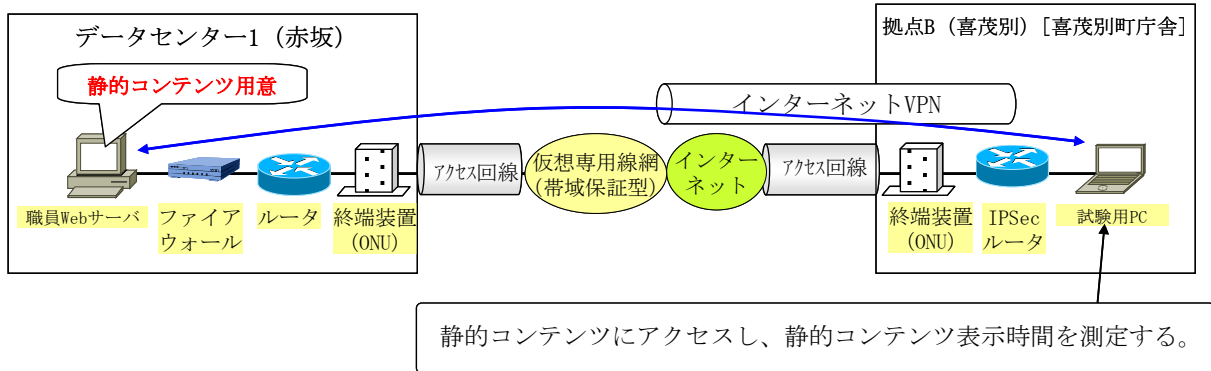 データセンター1（赤坂）
静的コンテンツ用意
職員Webサーバ
ファイア
ウォール
ルータ
終端装置
(ONU)
アクセス回線
仮想専用線網
(帯域保証型)
インター
ネット
インターネットVPN
アクセス回線
拠点B（喜茂別）[喜茂別町庁舎]
終端装置
(ONU)
IPSec
ルータ
試験用PC
静的コンテンツにアクセスし、静的コンテンツ表示時間を測定する。